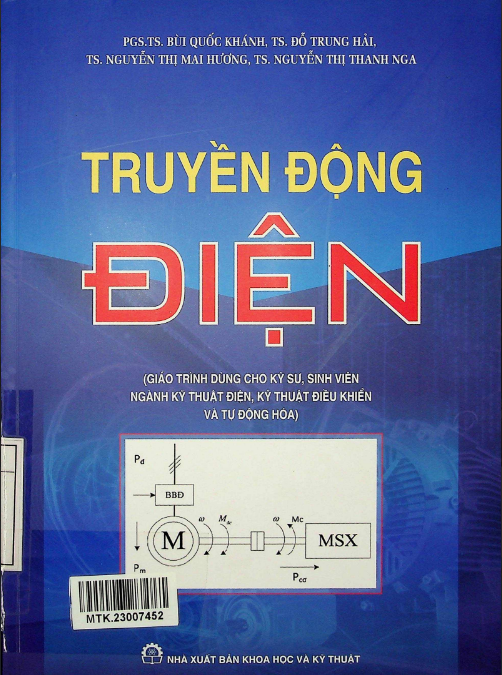 PGS.TS. BÙI QUỐC KHÁNH, TS. ĐỖ TRUNG HẢI,
TS. NGUYỄN THỊ MAI HƯƠNG, TS. NGUYỄN THỊ THANH NGA
TRUYỀN ĐỘNG
ĐIỆN
(GIÁO TRÌNH DÙNG CHO KỸ SƯ, SINH VIÊN
NGÀNH KỸ THUẬT ĐIỆN, KỸ THUẬT ĐIỀU KHIỂN
VÀ TỰ ĐỘNG HÓA)
Pđ
BBĐ
ω
ω Mc
M
MSX
Pm
Pcơ
MTK.23007452
NHÀ XUẤT BẢN KHOA HỌC VÀ KỸ THUẬT